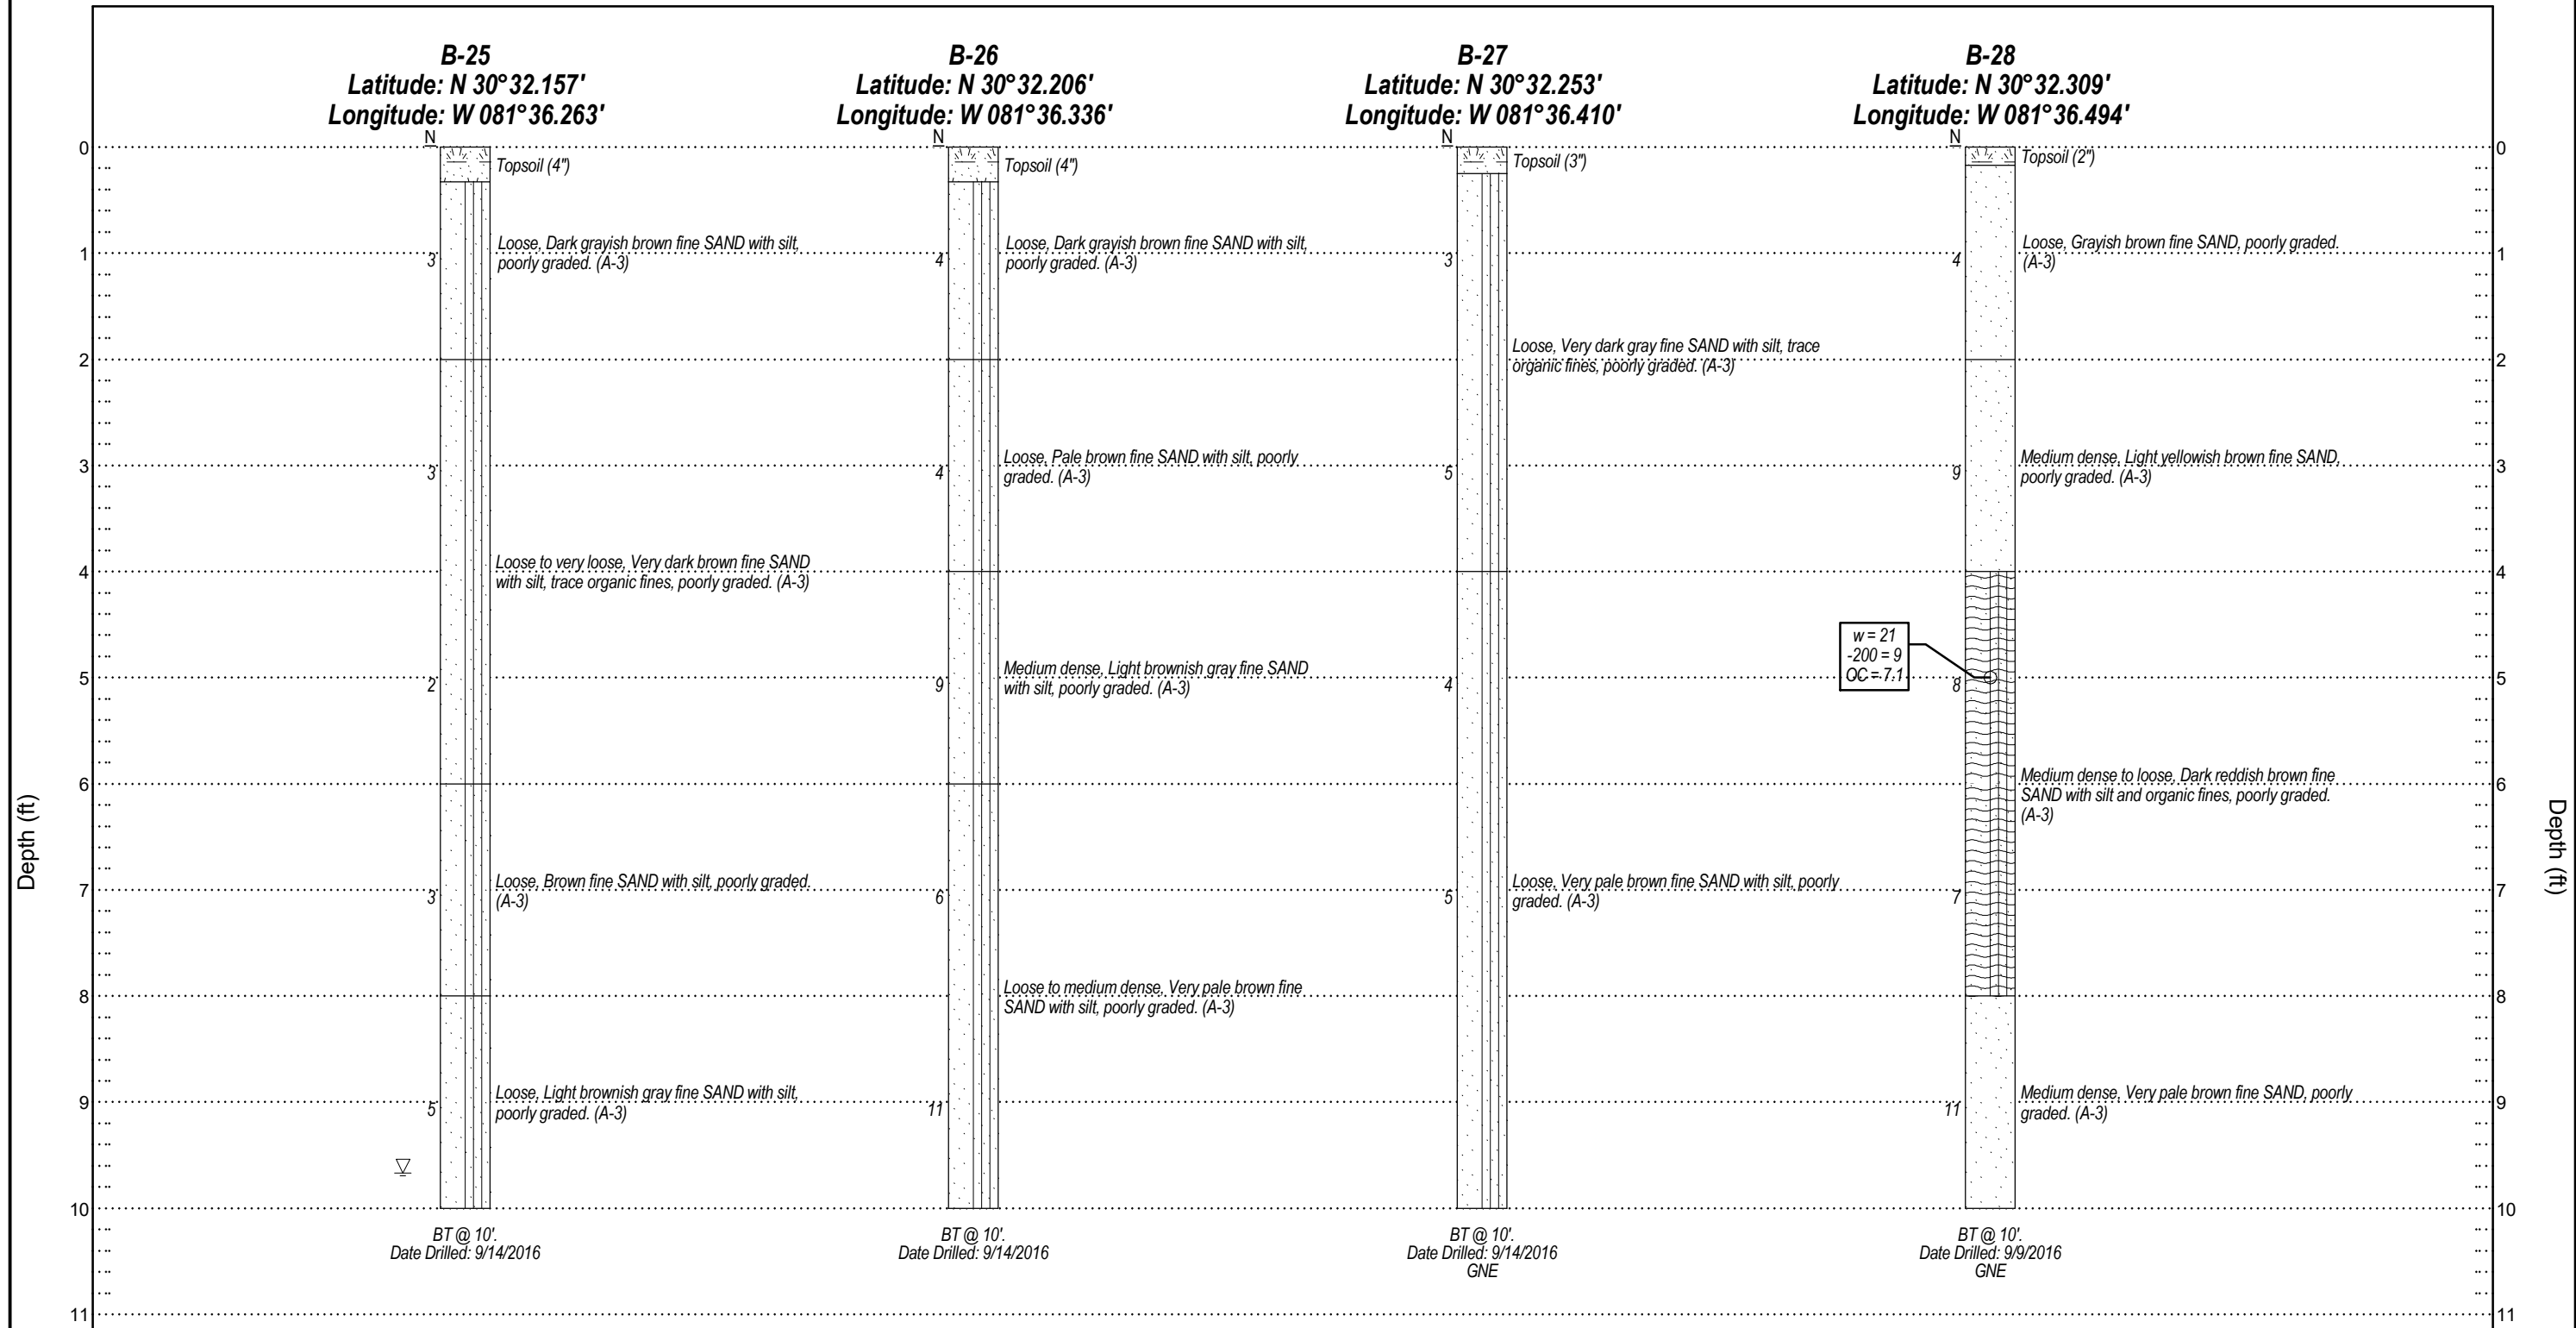 B-25
Latitude: N 30°32.157'
Longitude: W 081°36.263'
B-26
Latitude: N 30°32.206'
Longitude: W 081°36.336'
B-27
Latitude: N 30°32.253'
Longitude: W 081°36.410'
B-28
Latitude: N 30°32.309'
Longitude: W 081°36.494'
Depth (ft)
0
1
2
3
4
5
6
7
8
9
10
11
N
Topsoil (4")
3
Loose, Dark grayish brown fine SAND with silt,
poorly graded. (A-3)
3
Loose to very loose, Very dark brown fine SAND
with silt, trace organic fines, poorly graded. (A-3)
2
3
Loose, Brown fine SAND with silt, poorly graded.
(A-3)
5
Loose, Light brownish gray fine SAND with silt,
poorly graded. (A-3)
BT @ 10'.
Date Drilled: 9/14/2016
N
Topsoil (4")
4
Loose, Dark grayish brown fine SAND with silt,
poorly graded. (A-3)
4
Loose, Pale brown fine SAND with silt, poorly
graded. (A-3)
9
Medium dense, Light brownish gray fine SAND
with silt, poorly graded. (A-3)
6
Loose to medium dense, Very pale brown fine
SAND with silt, poorly graded. (A-3)
11
BT @ 10'.
Date Drilled: 9/14/2016
N
Topsoil (3")
3
Loose, Very dark gray fine SAND with silt, trace
organic fines, poorly graded. (A-3)
5
4
5
Loose, Very pale brown fine SAND with silt, poorly
graded. (A-3)
BT @ 10'.
Date Drilled: 9/14/2016
GNE
N
Topsoil (2")
4
Loose, Grayish brown fine SAND, poorly graded.
(A-3)
9
Medium dense, Light yellowish brown fine SAND,
poorly graded. (A-3)
w = 21
-200 = 9
OC = 7.1
8
Medium dense to loose, Dark reddish brown fine
SAND with silt and organic fines, poorly graded.
(A-3)
7
11
Medium dense, Very pale brown fine SAND, poorly
graded. (A-3)
BT @ 10'.
Date Drilled: 9/9/2016
GNE
0
1
2
3
4
5
6
7
8
9
10
11
Depth (ft)